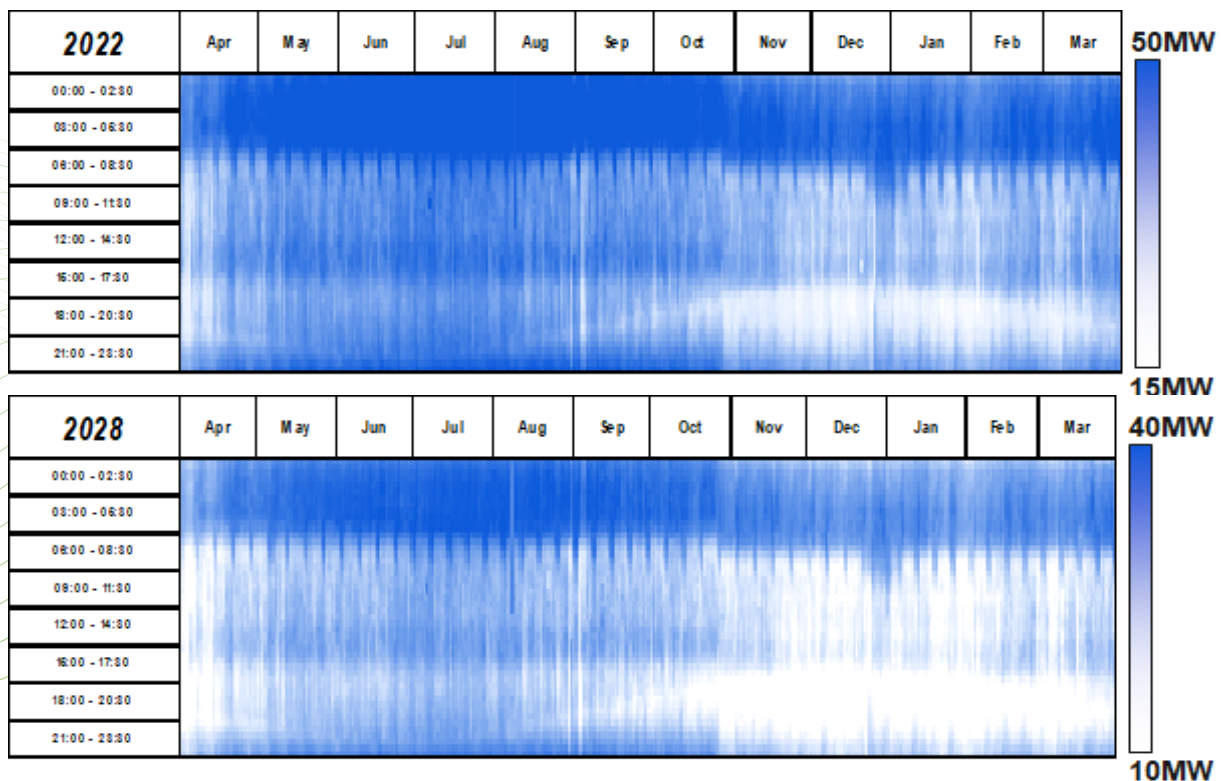 2022 Apr May Jun Jul Aug Sep Oct Nov Dec Jan Feb Mar
50MW
00:00 - 02:30
03:00 - 06:30
06:00 - 08:30
09:00 - 11:30
12:00 - 14:30
15:00 - 17:30
18:00 - 20:30
21:00 - 23:30
15MW
2028 Apr May Jun Jul Aug Sep Oct Nov Dec Jan Feb Mar
40MW
00:00 - 02:30
03:00 - 06:30
06:00 - 08:30
09:00 - 11:30
12:00 - 14:30
15:00 - 17:30
18:00 - 20:30
21:00 - 23:30
10MW